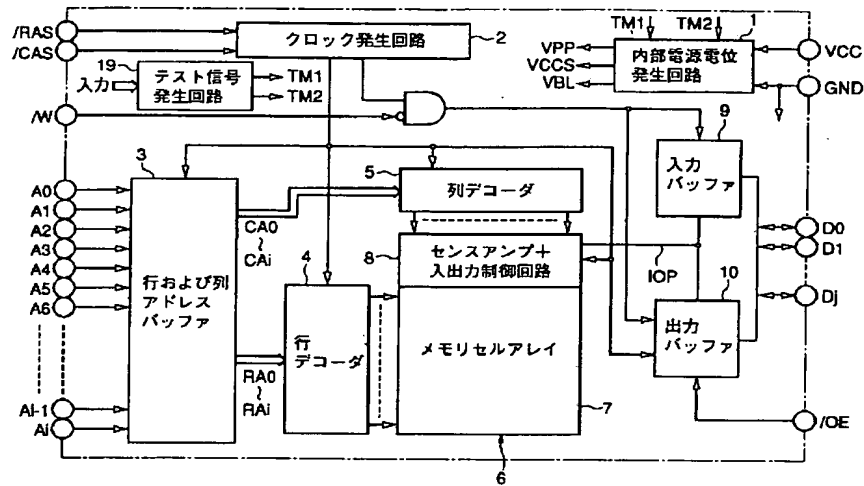 /RAS
/CAS
クロック発生回路
2
TM1
TM2
1
VPP
VCCS
VBL
内部電源電位
発生回路
VCC
GND
19
入力
テスト信号
発生回路
TM1
TM2
/W
3
A0
A1
A2
A3
A4
A5
A6
Ai-1
Ai
行および列
アドレス
バッファ
CA0
~
CAi
RA0
~
RAi
4
行
デコーダ
5
列デコーダ
8
センスアンプ+
入出力制御回路
メモリセルアレイ
7
6
IOP
9
入力
バッファ
10
出力
バッファ
D0
D1
Dj
/OE